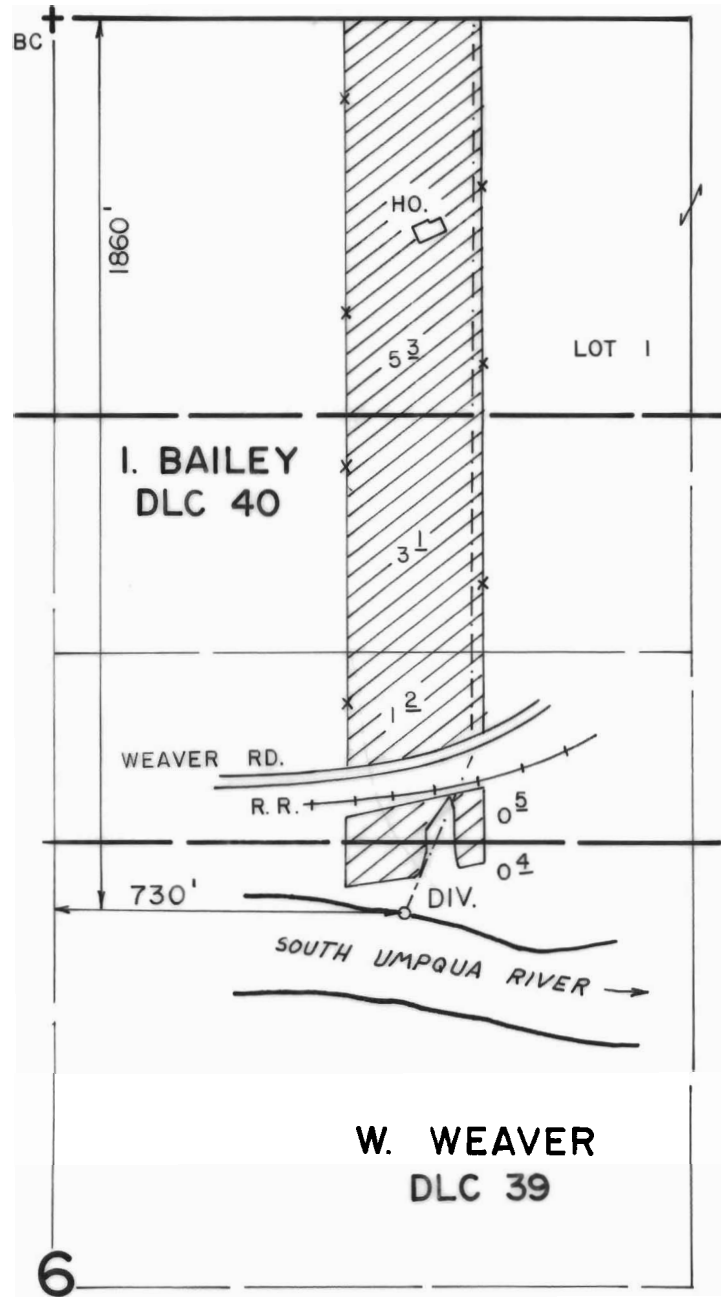 BC
1860'
HO.
5 3
LOT 1
I. BAILEY
DLC 40
3 1
1 2
WEAVER RD.
R.R.
0 5
0 4
730'
DIV.
SOUTH UMPQUA RIVER
W. WEAVER
DLC 39
6